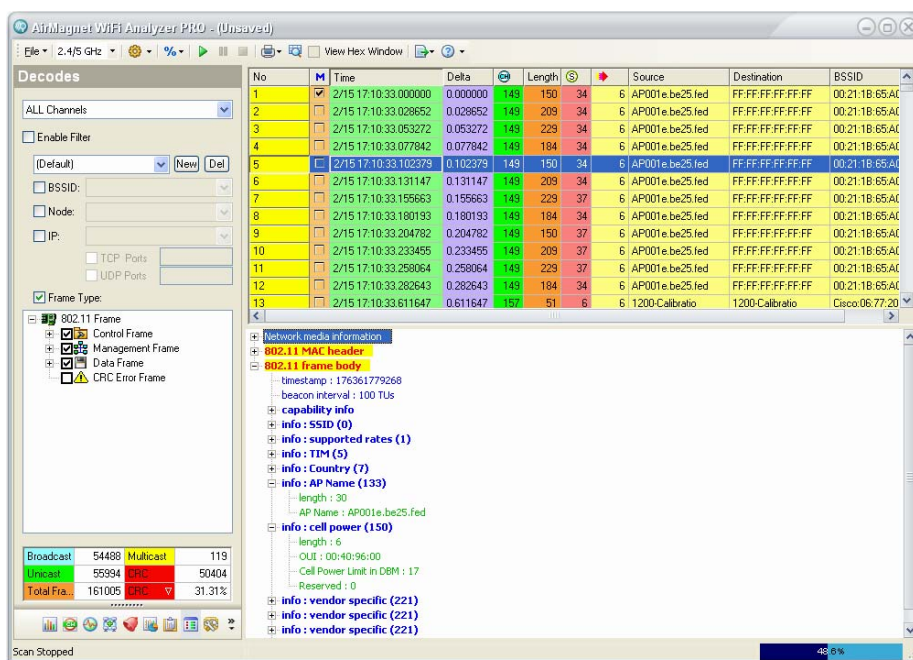 AirMagnet WiFi Analyzer PRO - (Unsaved)
File 2.4/5 GHz % View Hex Window
Decodes
ALL Channels
Enable Filter
(Default) New Del
BSSID:
Node:
IP:
TCP Ports
UDP Ports
Frame Type:
802.11 Frame
Control Frame
Management Frame
Data Frame
CRC Error Frame
Broadcast 54488 Multicast 119
Unicast 55994 CRC 50404
Total Fra... 161005 CRC 31.31%
No M Time Delta CH Length S Source Destination BSSID
1 2/15 17:10:33.000000 0.000000 149 150 34 6 AP001e.be25.fed FF:FF:FF:FF:FF:FF 00:21:1B:65:A0
2 2/15 17:10:33.028652 0.028652 149 209 34 6 AP001e.be25.fed FF:FF:FF:FF:FF:FF 00:21:1B:65:A0
3 2/15 17:10:33.053272 0.053272 149 229 34 6 AP001e.be25.fed FF:FF:FF:FF:FF:FF 00:21:1B:65:A0
4 2/15 17:10:33.077842 0.077842 149 184 34 6 AP001e.be25.fed FF:FF:FF:FF:FF:FF 00:21:1B:65:A0
5 2/15 17:10:33.102379 0.102379 149 150 34 6 AP001e.be25.fed FF:FF:FF:FF:FF:FF 00:21:1B:65:A0
6 2/15 17:10:33.131147 0.131147 149 209 34 6 AP001e.be25.fed FF:FF:FF:FF:FF:FF 00:21:1B:65:A0
7 2/15 17:10:33.155663 0.155663 149 229 37 6 AP001e.be25.fed FF:FF:FF:FF:FF:FF 00:21:1B:65:A0
8 2/15 17:10:33.180193 0.180193 149 184 34 6 AP001e.be25.fed FF:FF:FF:FF:FF:FF 00:21:1B:65:A0
9 2/15 17:10:33.204782 0.204782 149 150 37 6 AP001e.be25.fed FF:FF:FF:FF:FF:FF 00:21:1B:65:A0
10 2/15 17:10:33.233455 0.233455 149 209 37 6 AP001e.be25.fed FF:FF:FF:FF:FF:FF 00:21:1B:65:A0
11 2/15 17:10:33.258064 0.258064 149 229 37 6 AP001e.be25.fed FF:FF:FF:FF:FF:FF 00:21:1B:65:A0
12 2/15 17:10:33.282643 0.282643 149 184 34 6 AP001e.be25.fed FF:FF:FF:FF:FF:FF 00:21:1B:65:A0
13 2/15 17:10:33.611647 0.611647 157 51 6 6 1200-Calibratio 1200-Calibratio Cisco:06:77:20
Network media information
802.11 MAC header
802.11 frame body
timestamp : 176361779268
beacon interval : 100 TUs
capability info
info : SSID (0)
info : supported rates (1)
info : TIM (5)
info : Country (7)
info : AP Name (133)
length : 30
AP Name : AP001e.be25.fed
info : cell power (150)
length : 6
OUI : 00:40:96:00
Cell Power Limit in DBM : 17
Reserved : 0
info : vendor specific (221)
info : vendor specific (221)
info : vendor specific (221)
Scan Stopped
48.6%